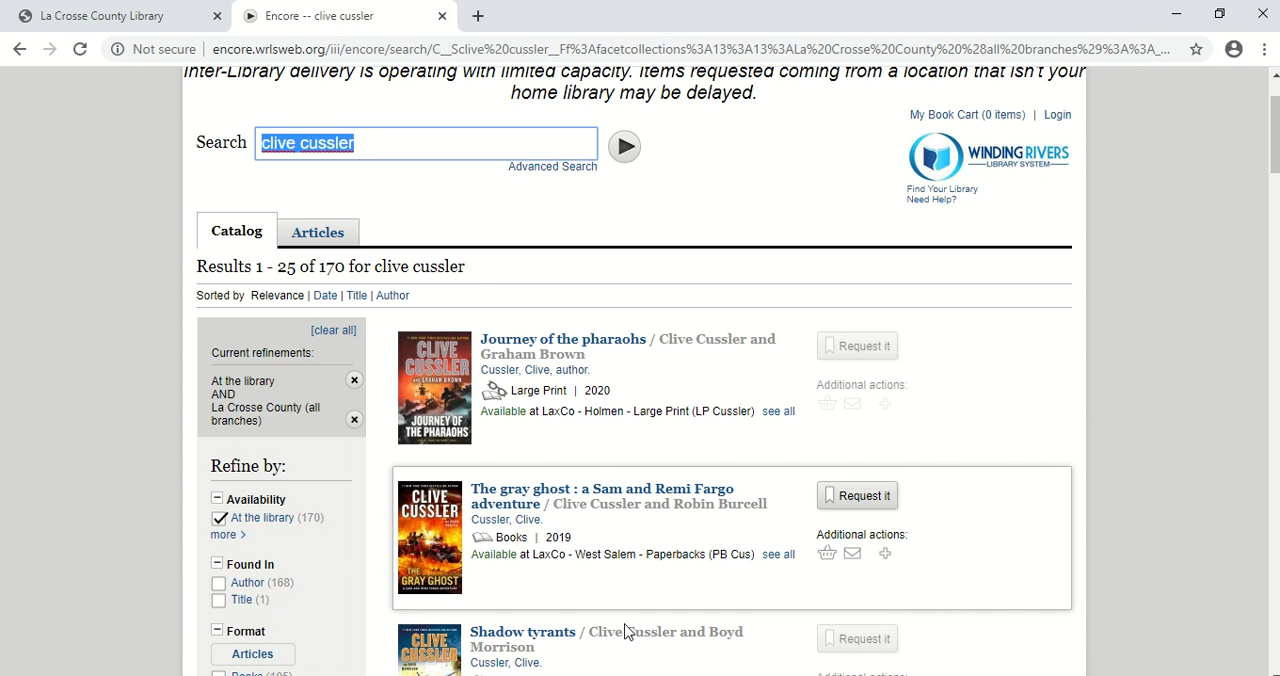 La Crosse County Library
Encore -- clive cussler
Not secure
encore.wrlsweb.org/iii/encore/search/C__Sclive%20cussler__Ff%3Afacetcollections%3A13%3A13%3ALa%20Crosse%20County%20%28all%20branches%29%3A%3A_...
Inter-Library delivery is operating with limited capacity. Items requested coming from a location that isn't your
home library may be delayed.
My Book Cart (0 items) | Login
Search
clive cussler
Advanced Search
WINDING RIVERS
LIBRARY SYSTEM
Find Your Library
Need Help?
Catalog
Articles
Results 1 - 25 of 170 for clive cussler
Sorted by Relevance | Date | Title | Author
[clear all]
Current refinements:
At the library
AND
La Crosse County (all
branches)
Refine by:
Availability
At the library (170)
more >
Found In
Author (168)
Title (1)
Format
Articles
CLIVE
CUSSLER
AND GRAHAM BROWN
JOURNEY OF
THE PHARAOHS
Journey of the pharaohs / Clive Cussler and
Graham Brown
Cussler, Clive, author.
Large Print | 2020
Available at LaxCo - Holmen - Large Print (LP Cussler) see all
Request it
Additional actions:
CLIVE
CUSSLER
THE
GRAY GHOST
The gray ghost : a Sam and Remi Fargo
adventure / Clive Cussler and Robin Burcell
Cussler, Clive.
Books | 2019
Available at LaxCo - West Salem - Paperbacks (PB Cus) see all
Request it
Additional actions:
CLIVE
CUSSLER
Shadow tyrants / Clive Cussler and Boyd
Morrison
Cussler, Clive.
Request it